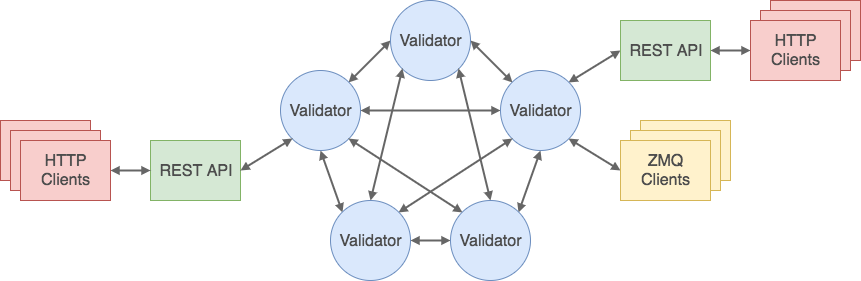 Validator
REST API
HTTP
Clients
Validator
Validator
HTTP
Clients
REST API
ZMQ
Clients
Validator
Validator